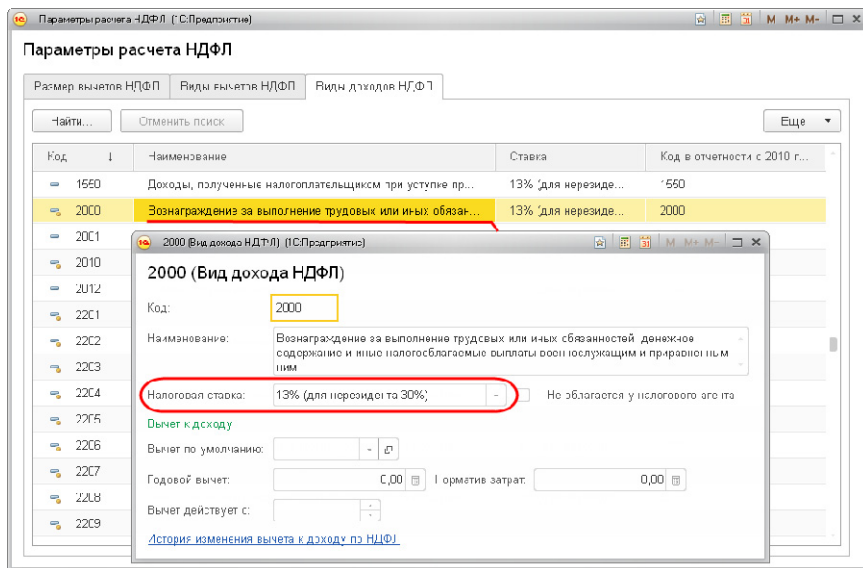 Параметры расчета НДФЛ (1С:Предприятие)
M M+ M-
Параметры расчета НДФЛ
Размер вычетов НДФЛ Виды вычетов НДФЛ Виды доходов НДФЛ
Найти... Отменить поиск Еще
Код ↓ Наименование Ставка Код в отчетности с 2010 г...
1550 Доходы, полученные налогоплательщиком при уступке пр... 13% (для нерезиде... 1550
2000 Вознаграждение за выполнение трудовых или иных обязан... 13% (для нерезиде... 2000
2001
2010
2012
2201
2202
2203
2204
2205
2206
2207
2208
2209
2000 (Вид дохода НДФЛ) (1С:Предприятие)
M M+ M-
2000 (Вид дохода НДФЛ)
Код: 2000
Наименование: Вознаграждение за выполнение трудовых или иных обязанностей денежное
содержание и иные налогооблагаемые выплаты военнослужащим и приравненным к
ним
Налоговая ставка: 13% (для нерезидента 30%) Не облагается у налогового агента
Вычет к доходу
Вычет по умолчанию:
Годовой вычет: 0,00 Норматив затрат: 0,00
Вычет действует с:
История изменения вычета к доходу по НДФЛ